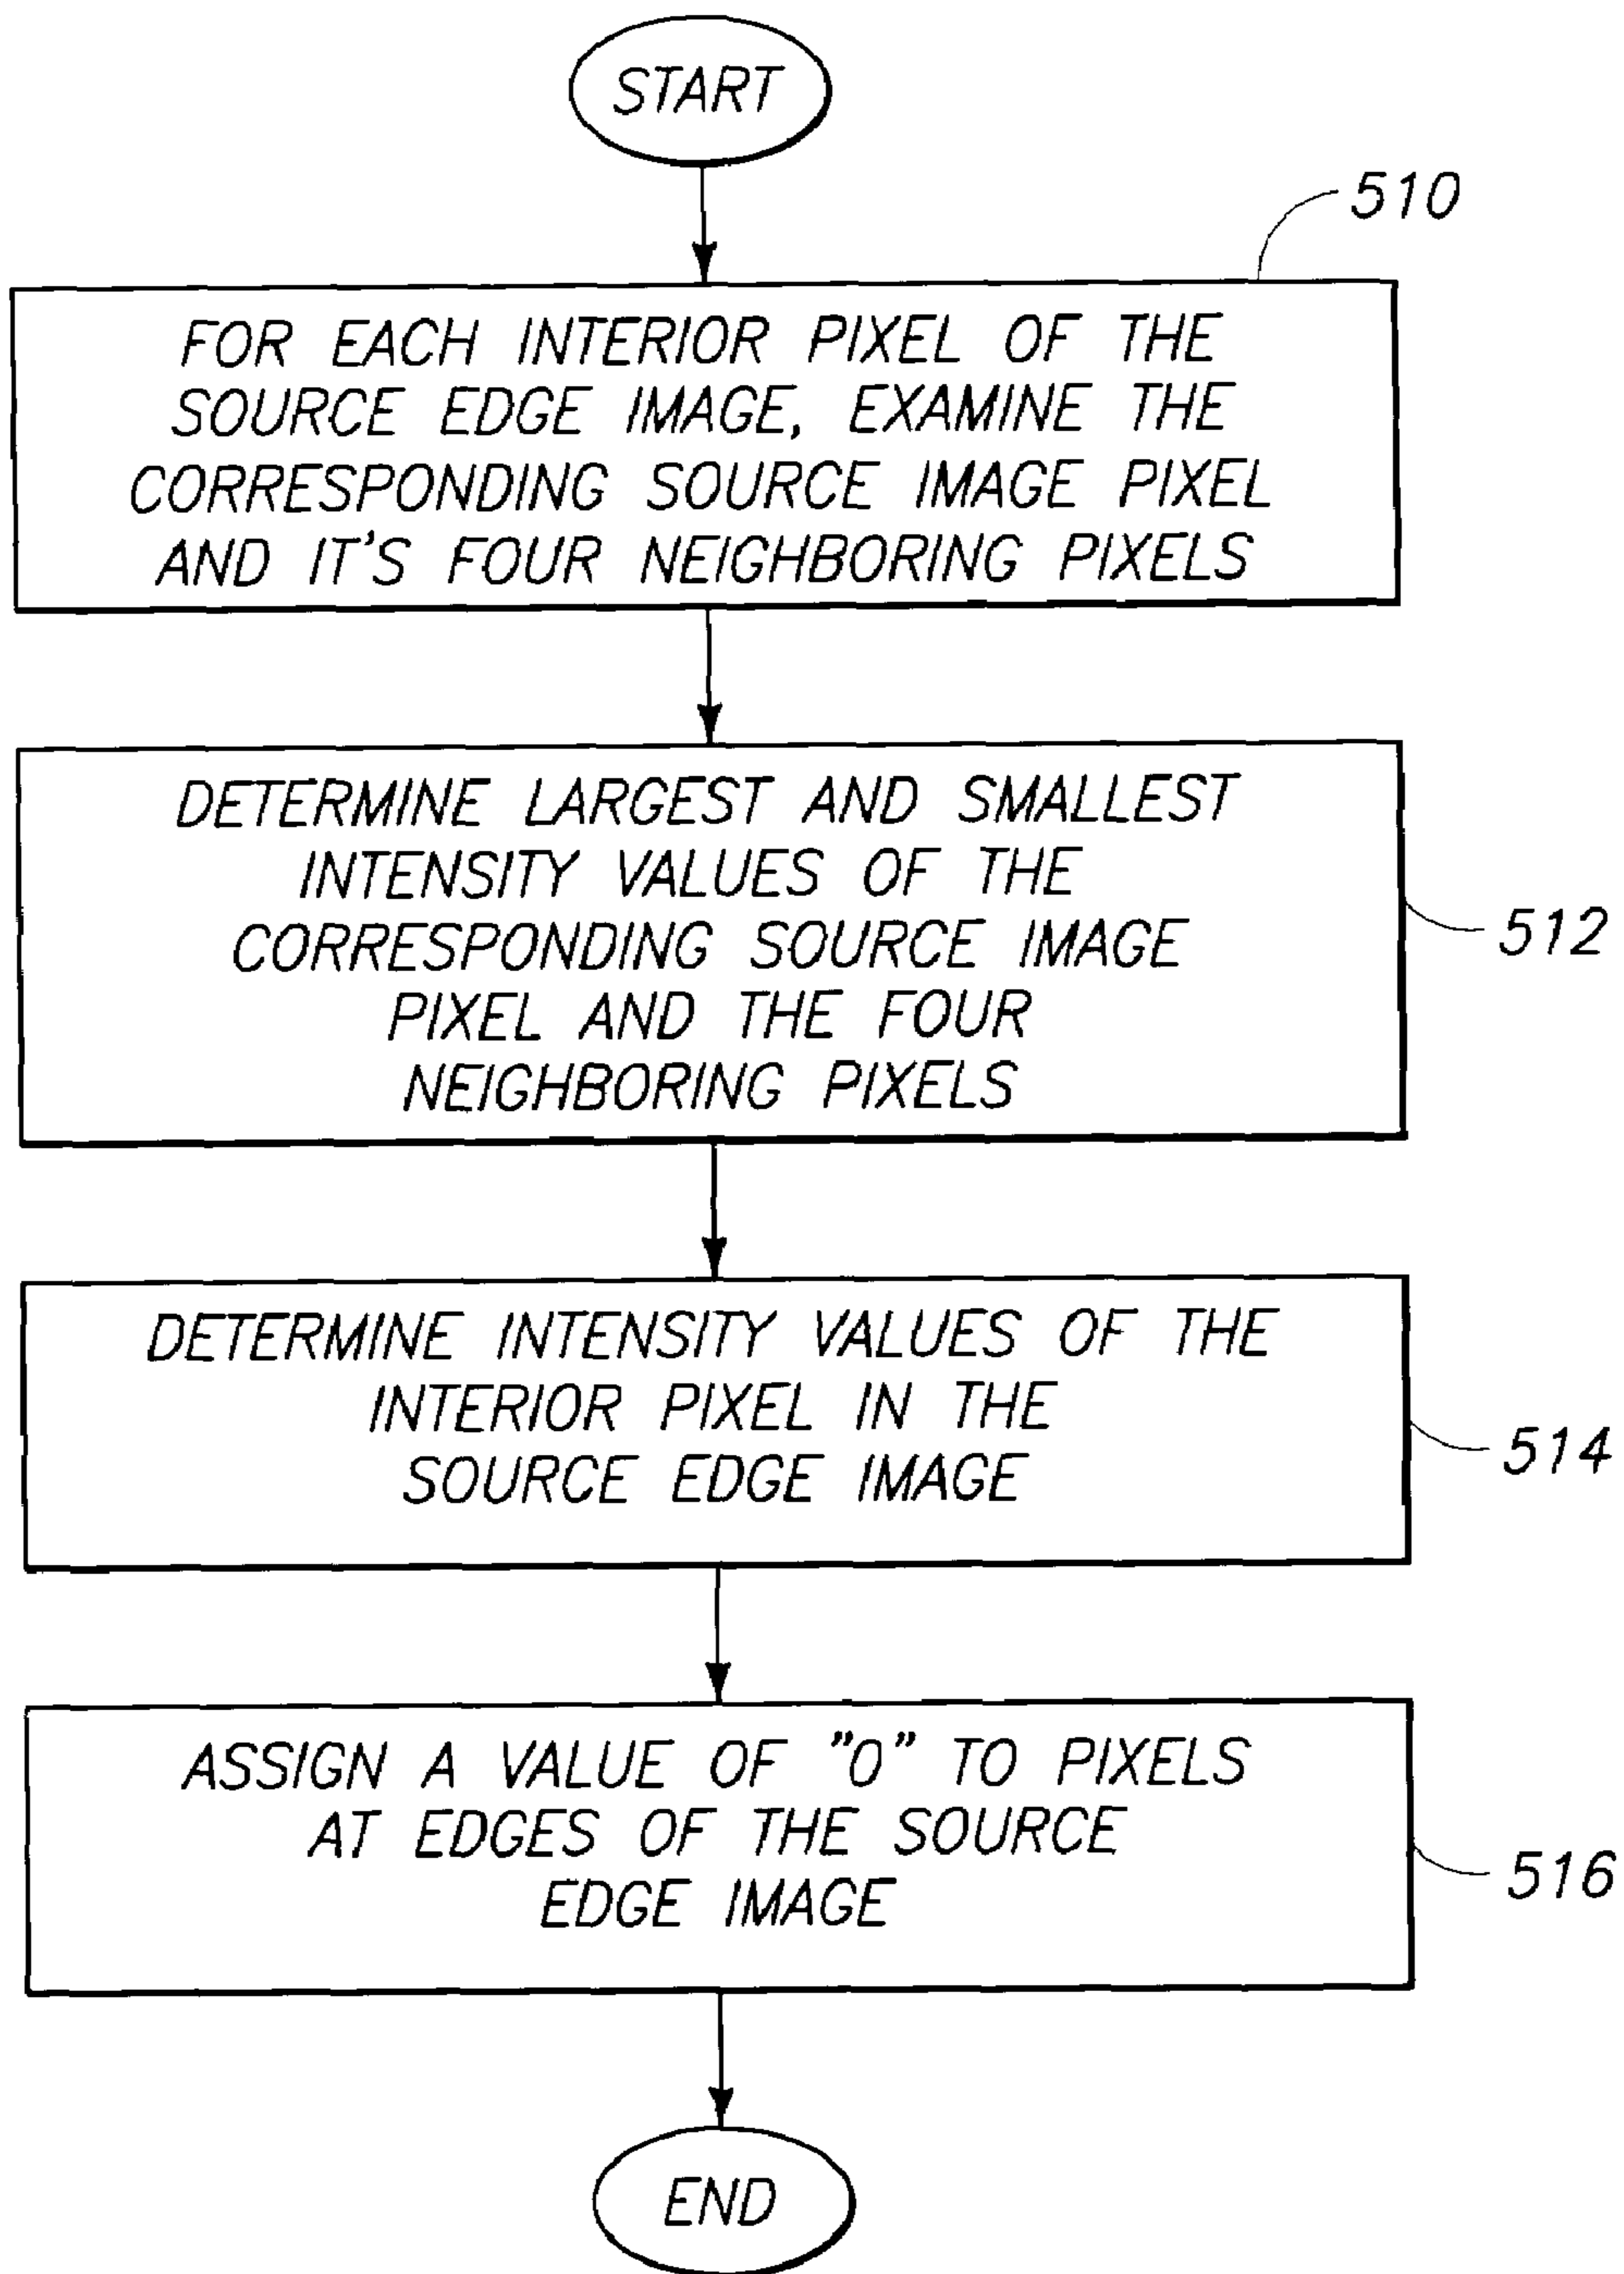 START
510
FOR EACH INTERIOR PIXEL OF THE
SOURCE EDGE IMAGE, EXAMINE THE
CORRESPONDING SOURCE IMAGE PIXEL
AND IT'S FOUR NEIGHBORING PIXELS
DETERMINE LARGEST AND SMALLEST
INTENSITY VALUES OF THE
CORRESPONDING SOURCE IMAGE
PIXEL AND THE FOUR
NEIGHBORING PIXELS
512
DETERMINE INTENSITY VALUES OF THE
INTERIOR PIXEL IN THE
SOURCE EDGE IMAGE
514
ASSIGN A VALUE OF "0" TO PIXELS
AT EDGES OF THE SOURCE
EDGE IMAGE
516
END